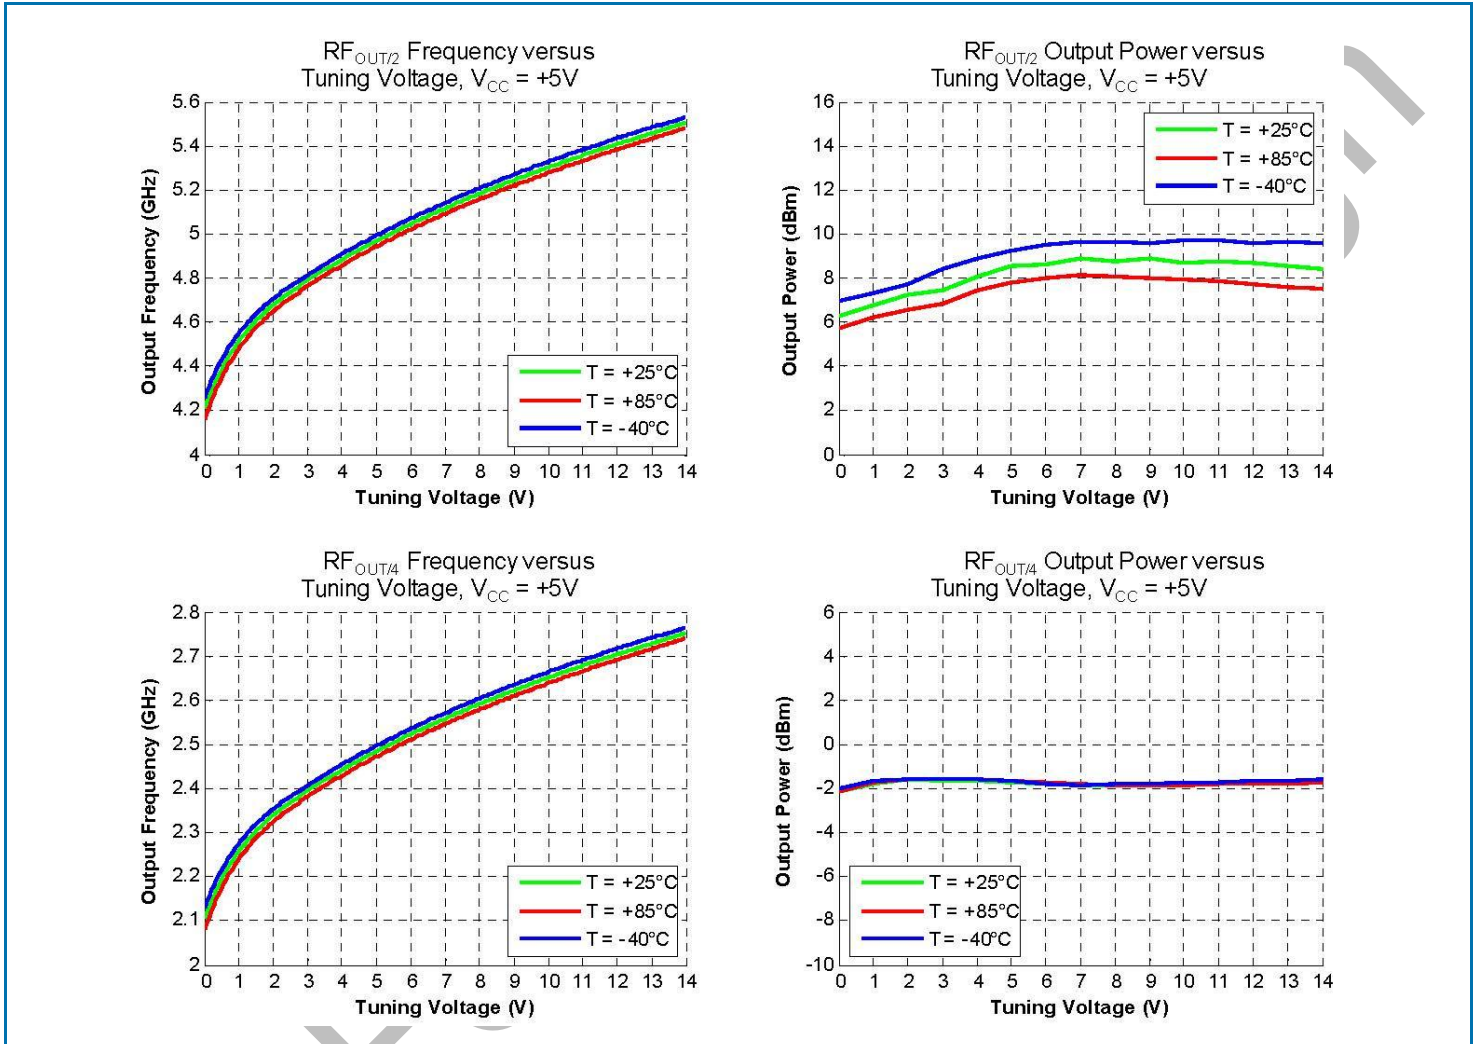 RFOUT/2 Frequency versus
Tuning Voltage, VCC = +5V
5.6
5.4
5.2
5
4.8
4.6
4.4
4.2
4
Output Frequency (GHz)
T = +25°C
T = +85°C
T = -40°C
0 1 2 3 4 5 6 7 8 9 10 11 12 13 14
Tuning Voltage (V)
RFOUT/2 Output Power versus
Tuning Voltage, VCC = +5V
16
14
12
10
8
6
4
2
0
Output Power (dBm)
T = +25°C
T = +85°C
T = -40°C
0 1 2 3 4 5 6 7 8 9 10 11 12 13 14
Tuning Voltage (V)
RFOUT/4 Frequency versus
Tuning Voltage, VCC = +5V
2.8
2.7
2.6
2.5
2.4
2.3
2.2
2.1
2
Output Frequency (GHz)
T = +25°C
T = +85°C
T = -40°C
0 1 2 3 4 5 6 7 8 9 10 11 12 13 14
Tuning Voltage (V)
RFOUT/4 Output Power versus
Tuning Voltage, VCC = +5V
6
4
2
0
-2
-4
-6
-8
-10
Output Power (dBm)
T = +25°C
T = +85°C
T = -40°C
0 1 2 3 4 5 6 7 8 9 10 11 12 13 14
Tuning Voltage (V)